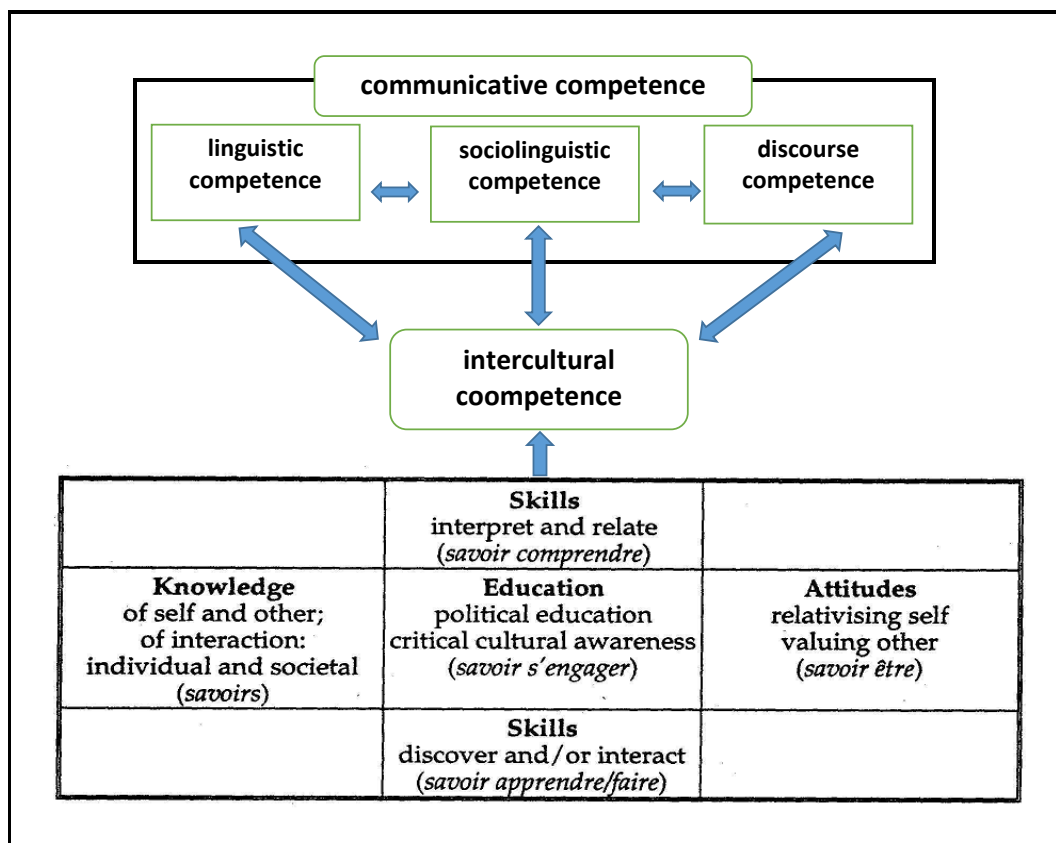 communicative competence
linguistic
competence
sociolinguistic
competence
discourse
competence
intercultural
coompetence
Skills
interpret and relate
(savoir comprendre)
Knowledge
of self and other;
of interaction:
individual and societal
(savoirs)
Education
political education
critical cultural awareness
(savoir s'engager)
Attitudes
relativising self
valuing other
(savoir être)
Skills
discover and/or interact
(savoir apprendre/faire)